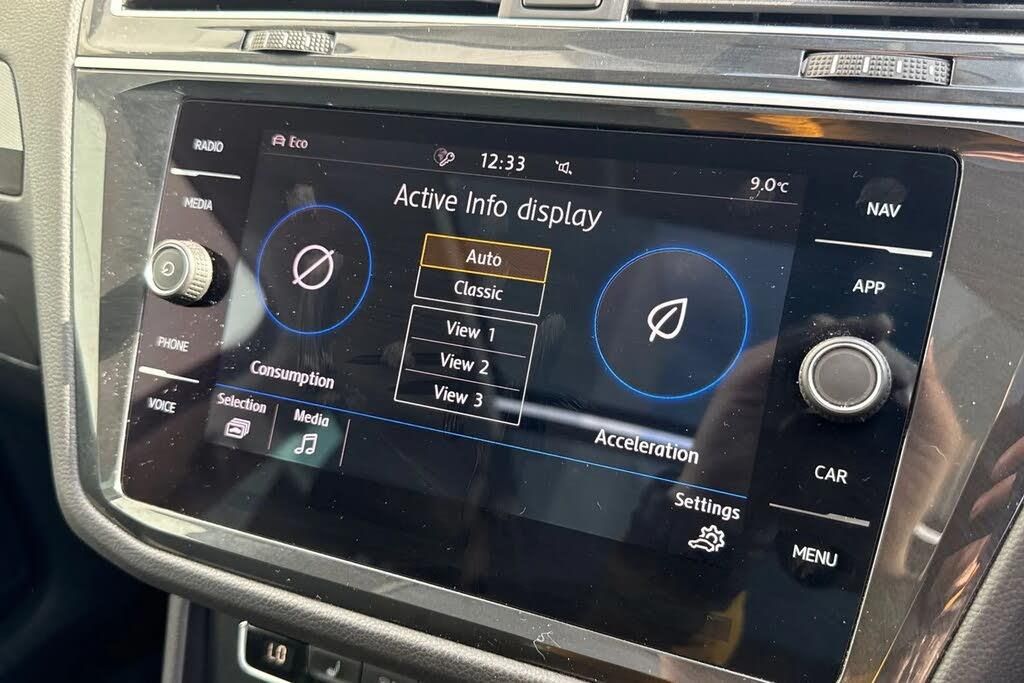 RADIO
MEDIA
PHONE
VOICE
Eco
12:33
9.0°C
Active Info display
Auto
Classic
View 1
View 2
View 3
Consumption
Acceleration
Selection
Media
Settings
NAV
APP
CAR
MENU
LO